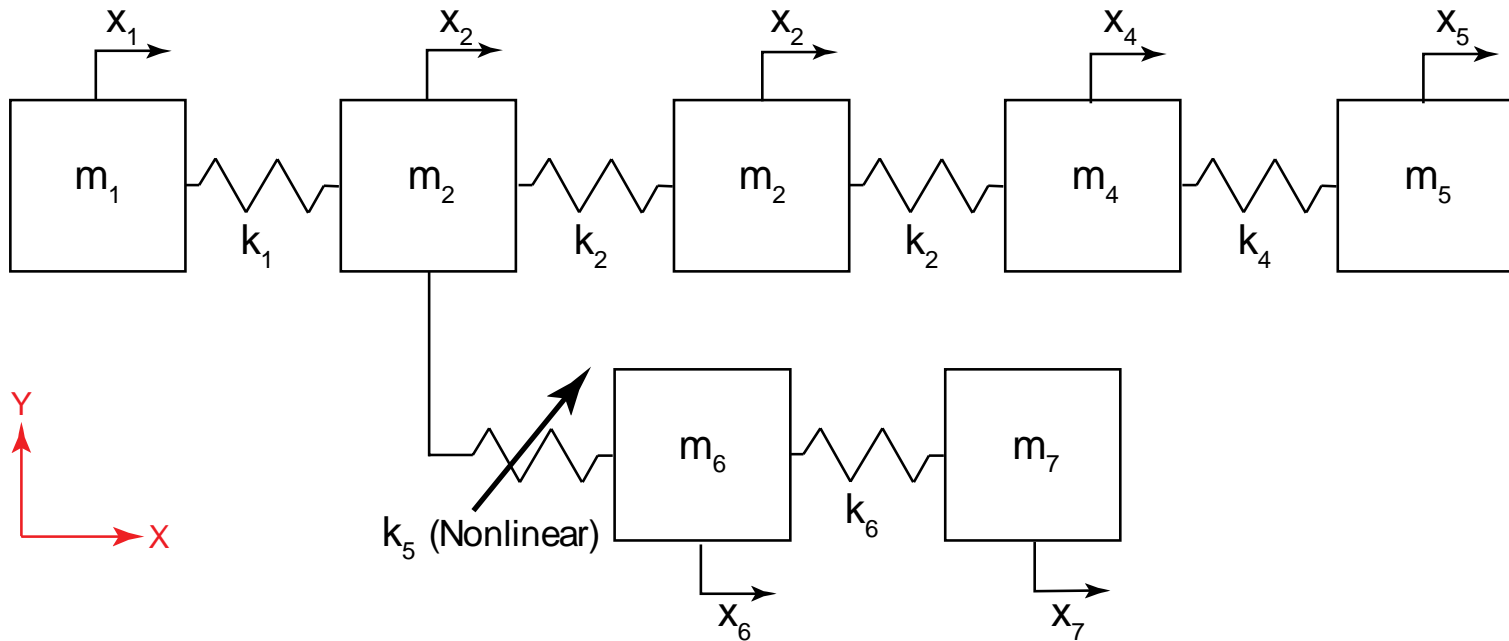 x₁ x₂ x₂ x₄ x₅
m₁ m₂ m₂ m₄ m₅
k₁ k₂ k₂ k₄
Y
X
m₆ m₇
k₅ (Nonlinear)
k₆
x₆ x₇